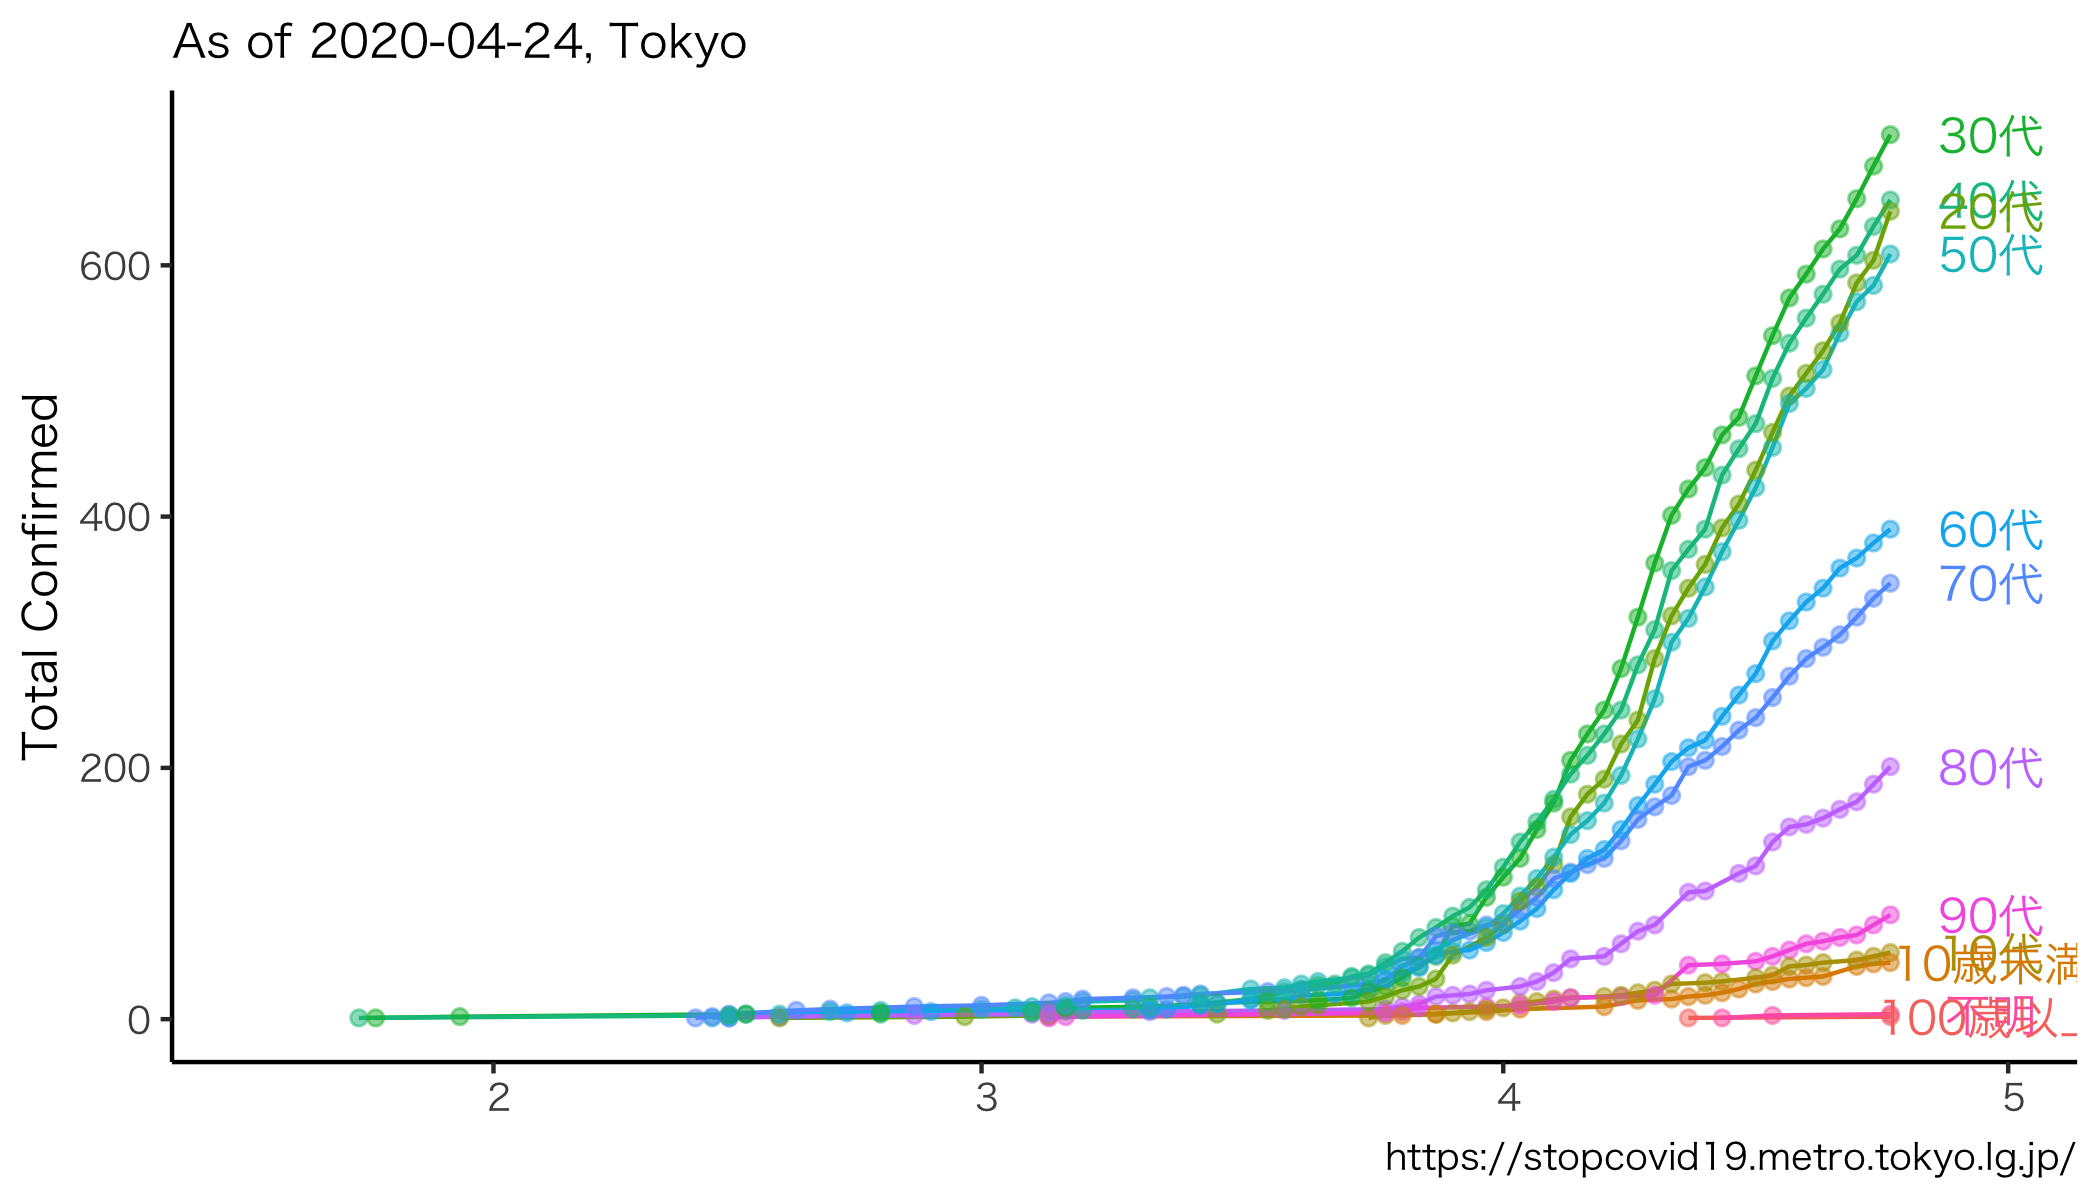 As of 2020-04-24, Tokyo
Total Confirmed
600
400
200
0
30代
40代
20代
50代
60代
70代
80代
90代
10代
10歳未満
不明
100歳以上
2
3
4
5
https://stopcovid19.metro.tokyo.lg.jp/